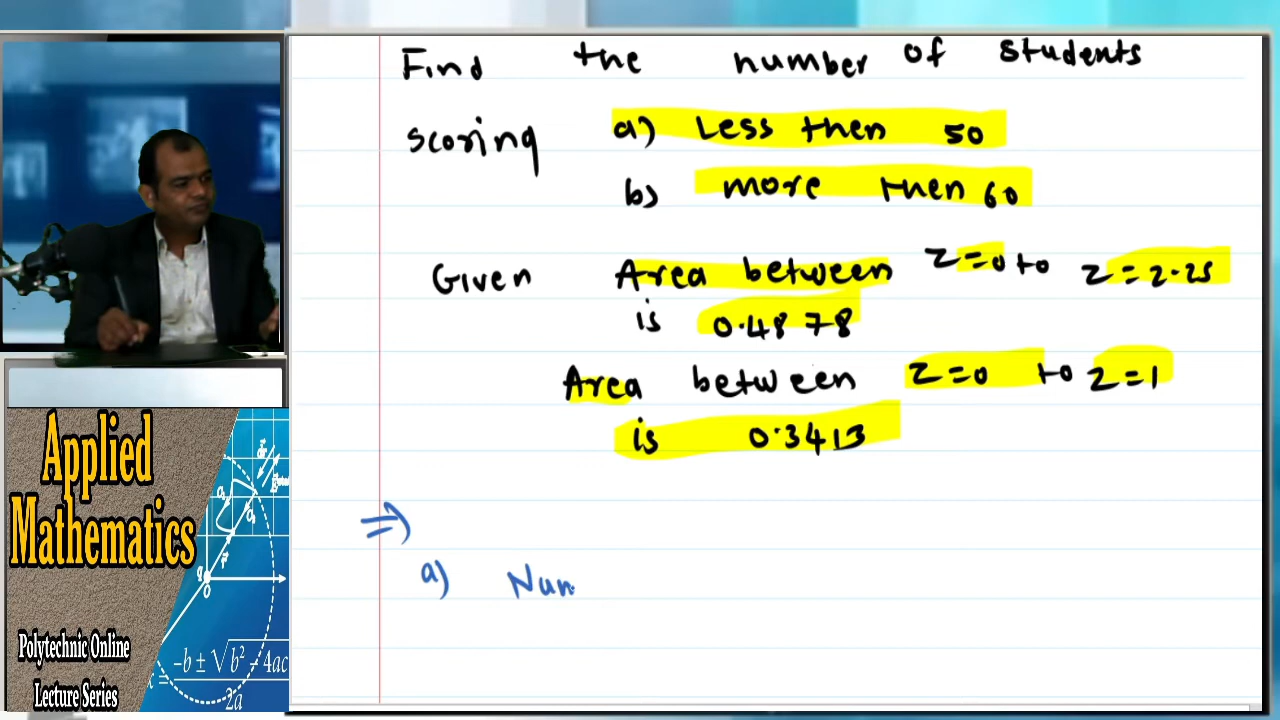 Find the number of students
scoring a) Less then 50
b) more then 60
Given Area between z=0 to z=2.25
is 0.4878
Area between z=0 to z=1
is 0.3413
⇒
a) Num
Applied
Mathematics
Polytechnic Online
Lecture Series
-b ± √b² - 4ac
2a